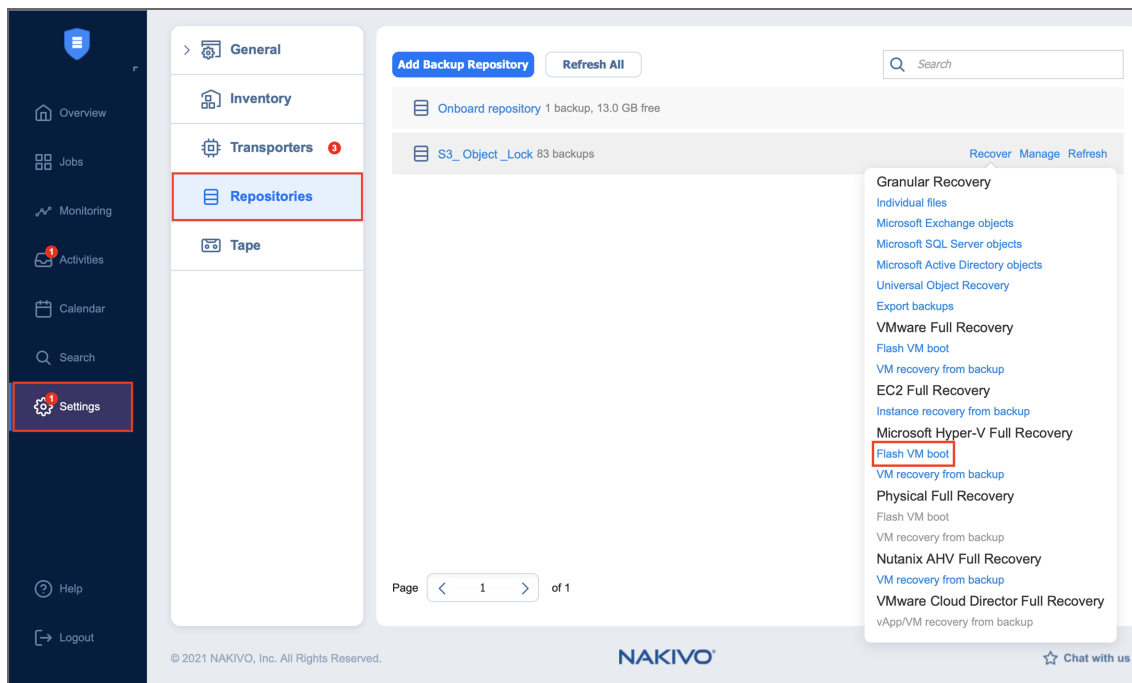 Overview
Jobs
Monitoring
1
Activities
Calendar
Search
1
Settings
Help
Logout
General
Inventory
Transporters 3
Repositories
Tape
Add Backup Repository Refresh All Search
Onboard repository 1 backup, 13.0 GB free
S3_ Object _Lock 83 backups Recover Manage Refresh
Granular Recovery
Individual files
Microsoft Exchange objects
Microsoft SQL Server objects
Microsoft Active Directory objects
Universal Object Recovery
Export backups
VMware Full Recovery
Flash VM boot
VM recovery from backup
EC2 Full Recovery
Instance recovery from backup
Microsoft Hyper-V Full Recovery
Flash VM boot
VM recovery from backup
Physical Full Recovery
Flash VM boot
VM recovery from backup
Nutanix AHV Full Recovery
VM recovery from backup
VMware Cloud Director Full Recovery
vApp/VM recovery from backup
Page 1 of 1
© 2021 NAKIVO, Inc. All Rights Reserved. NAKIVO® Chat with us